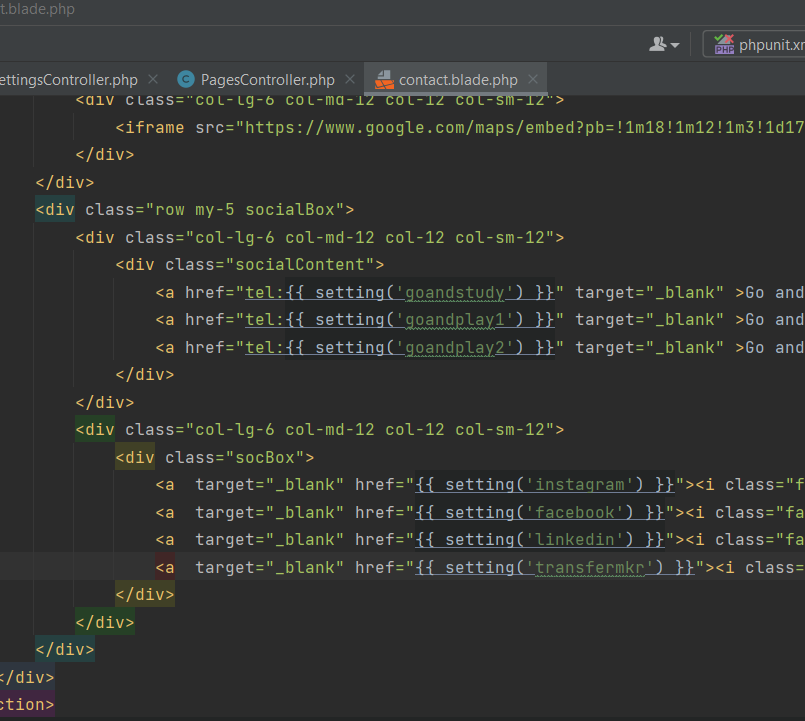 t.blade.php
phpunit.xr
ettingsController.php
PagesController.php
contact.blade.php
<div class="col-lg-6 col-md-12 col-12 col-sm-12">
<iframe src="https://www.google.com/maps/embed?pb=!1m18!1m12!1m3!1d17
</div>
</div>
<div class="row my-5 socialBox">
<div class="col-lg-6 col-md-12 col-12 col-sm-12">
<div class="socialContent">
<a href="tel:{{ setting('goandstudy') }}" target="_blank" >Go and
<a href="tel:{{ setting('goandplay1') }}" target="_blank" >Go and
<a href="tel:{{ setting('goandplay2') }}" target="_blank" >Go and
</div>
</div>
<div class="col-lg-6 col-md-12 col-12 col-sm-12">
<div class="socBox">
<a  target="_blank" href="{{ setting('instagram') }}"><i class="f
<a  target="_blank" href="{{ setting('facebook') }}"><i class="fa
<a  target="_blank" href="{{ setting('linkedin') }}"><i class="fa
<a  target="_blank" href="{{ setting('transfermkr') }}"><i class=
</div>
</div>
</div>
</div>
ction>